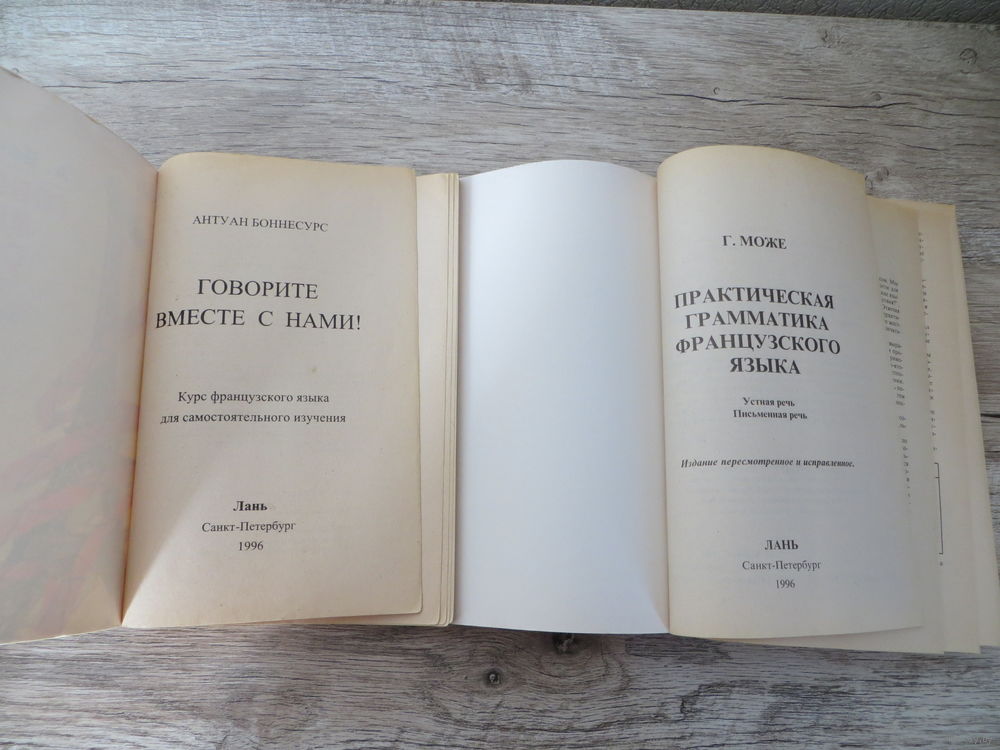 АНТУАН БОННЕСУРС
ГОВОРИТЕ
ВМЕСТЕ С НАМИ!
Курс французского языка
для самостоятельного изучения
Лань
Санкт-Петербург
1996
Г. МОЖЕ
ПРАКТИЧЕСКАЯ
ГРАММАТИКА
ФРАНЦУЗСКОГО
ЯЗЫКА
Устная речь
Письменная речь
Издание пересмотренное и исправленное.
ЛАНЬ
Санкт-Петербург
1996